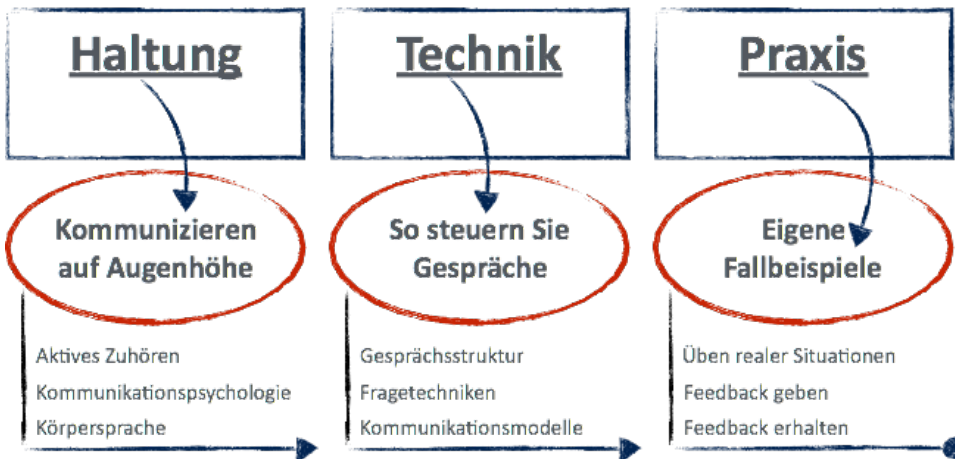 Haltung
Kommunizieren
auf Augenhöhe
Aktives Zuhören
Kommunikationspsychologie
Körpersprache
Technik
So steuern Sie
Gespräche
Gesprächsstruktur
Fragetechniken
Kommunikationsmodelle
Praxis
Eigene
Fallbeispiele
Üben realer Situationen
Feedback geben
Feedback erhalten